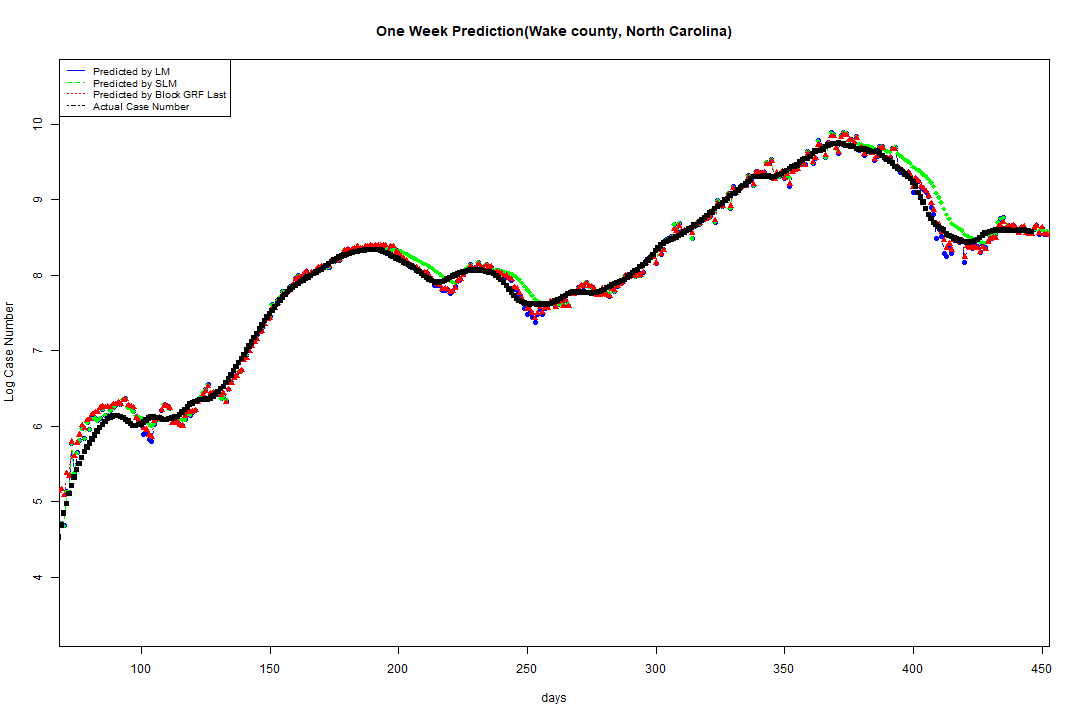 One Week Prediction(Wake county, North Carolina)
Predicted by LM
Predicted by SLM
Predicted by Block GRF Last
Actual Case Number
10
9
8
7
6
5
4
Log Case Number
100 150 200 250 300 350 400 450
days